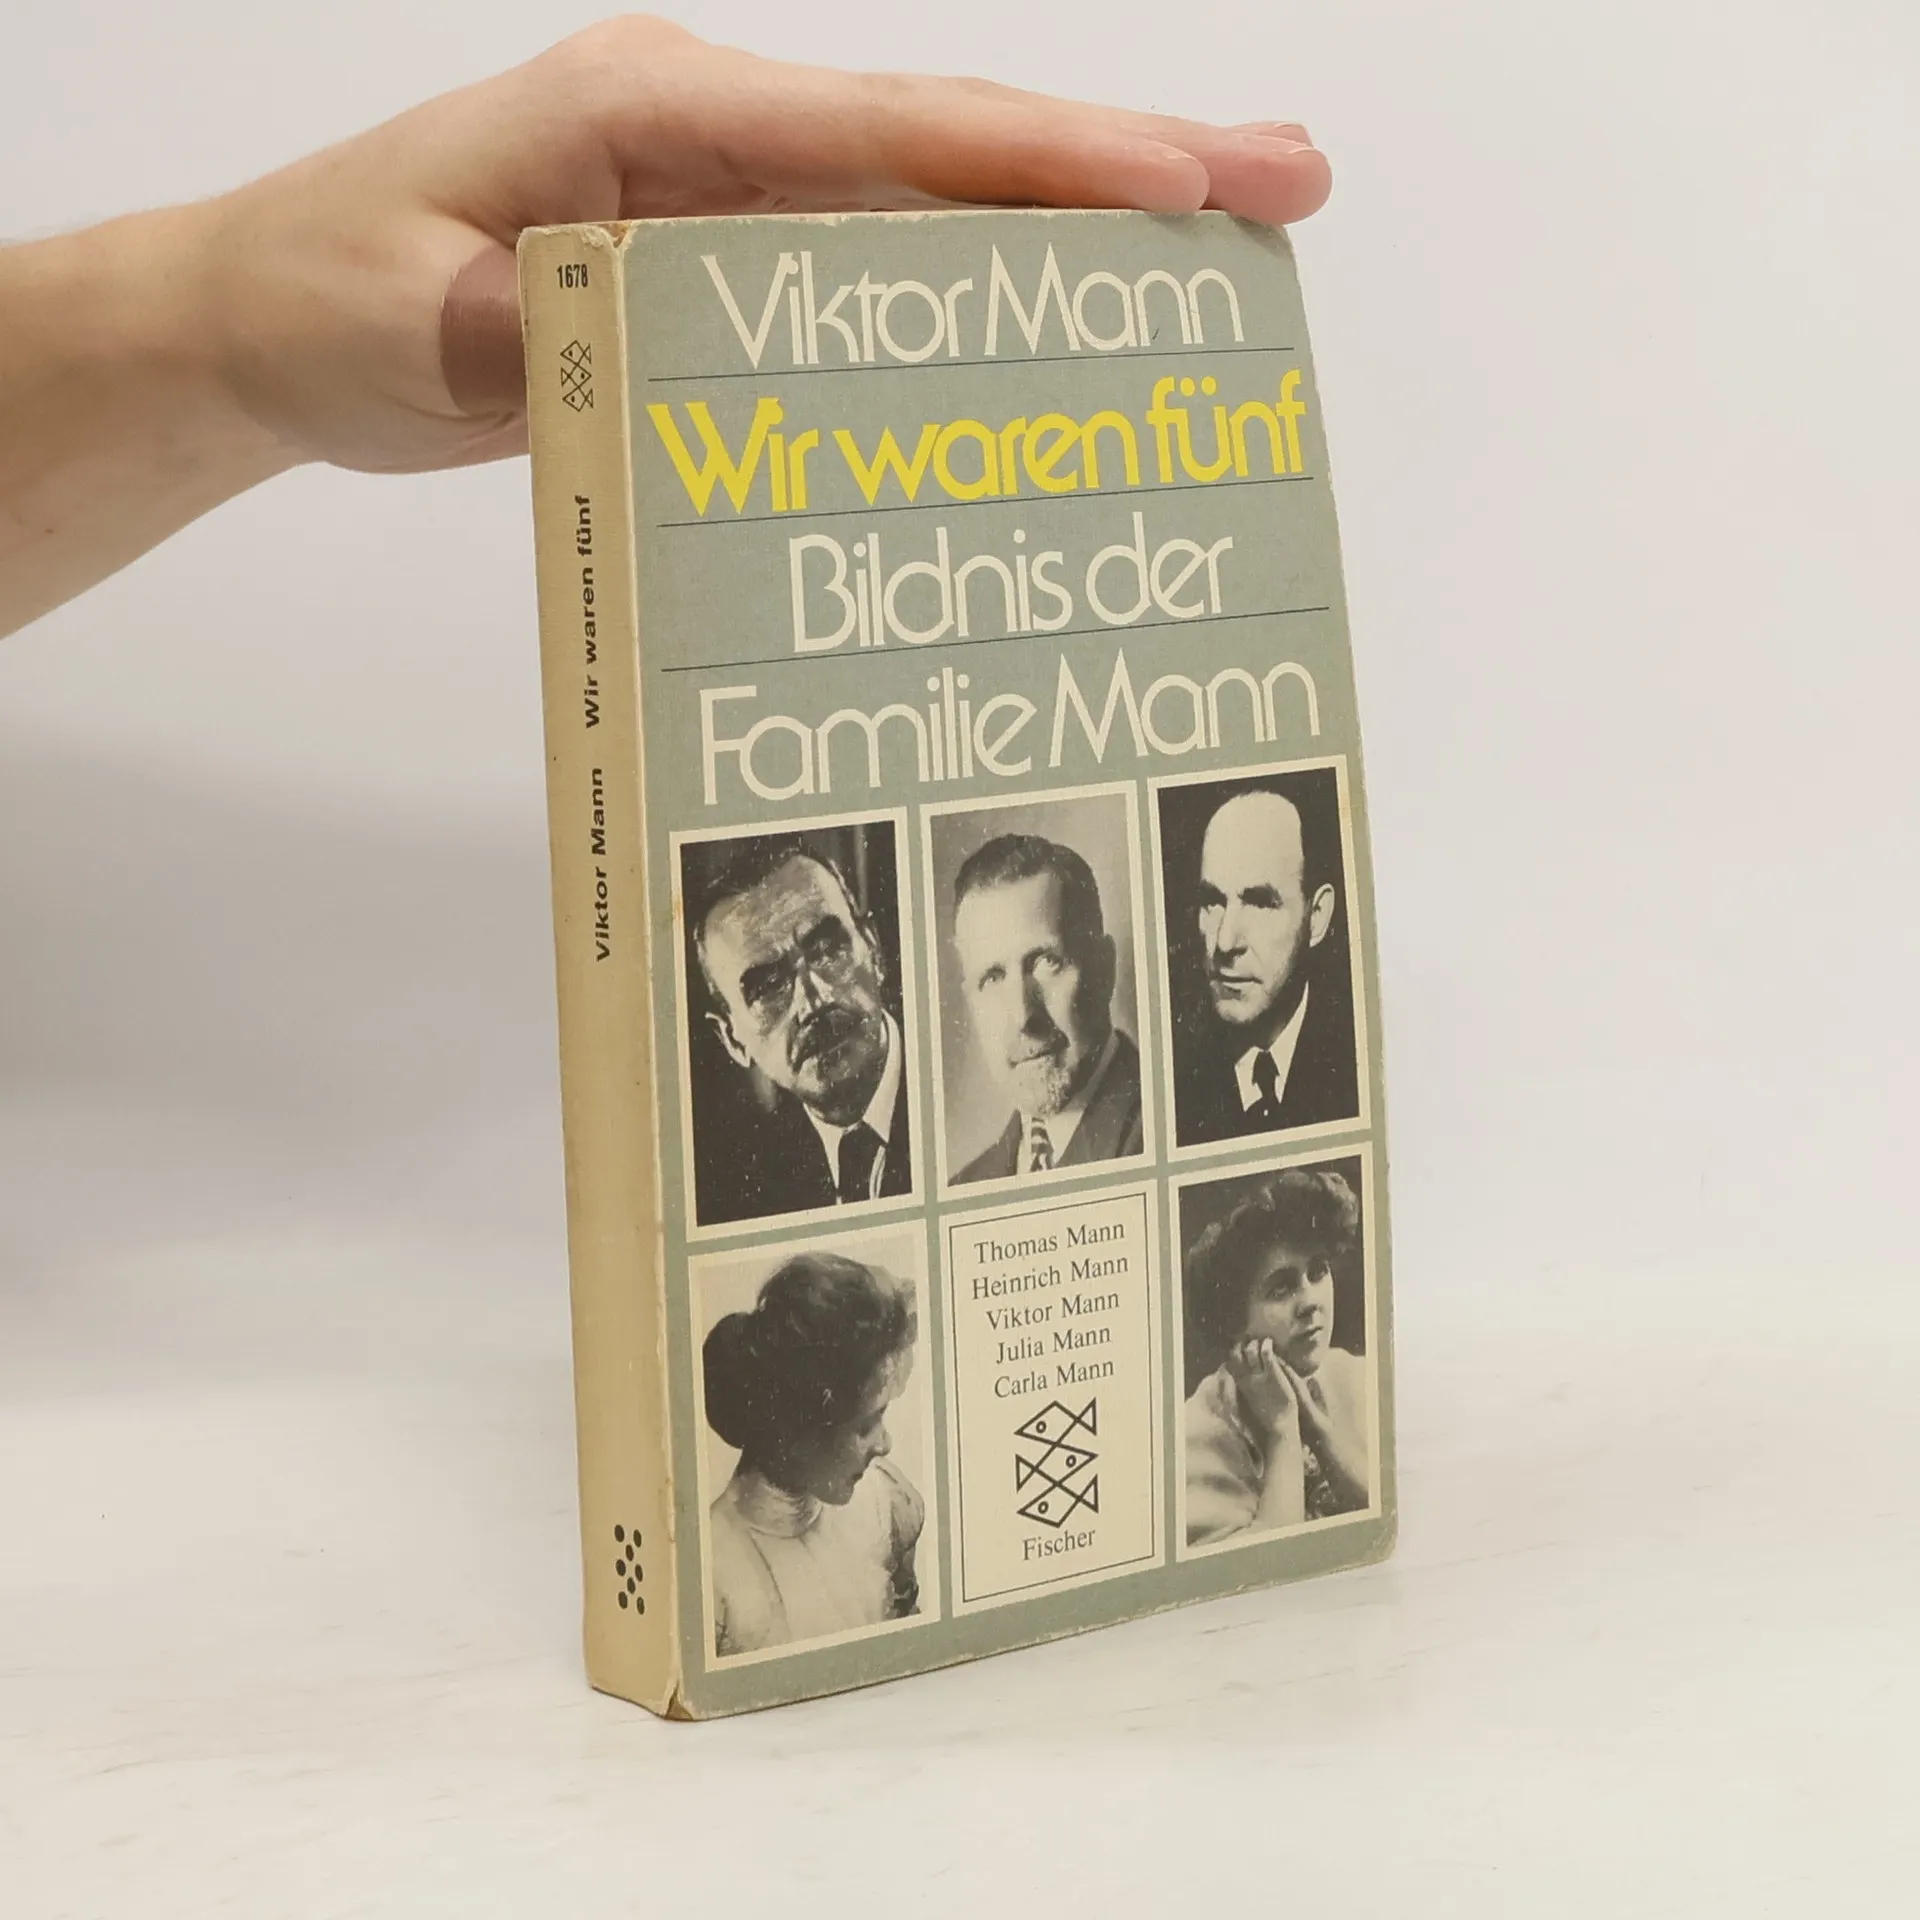 Viktor Mann
Wir waren fünf
Bildnis der
Familie Mann
Thomas Mann
Heinrich Mann
Viktor Mann
Julia Mann
Carla Mann
Fischer
1678
Viktor Mann Wir waren fünf